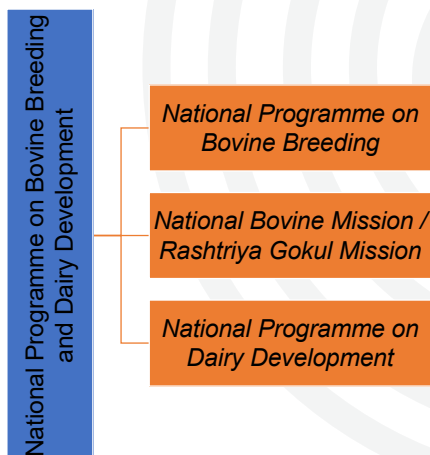 National Programme on Bovine Breeding
and Dairy Development
National Programme on
Bovine Breeding
National Bovine Mission /
Rashtriya Gokul Mission
National Programme on
Dairy Development